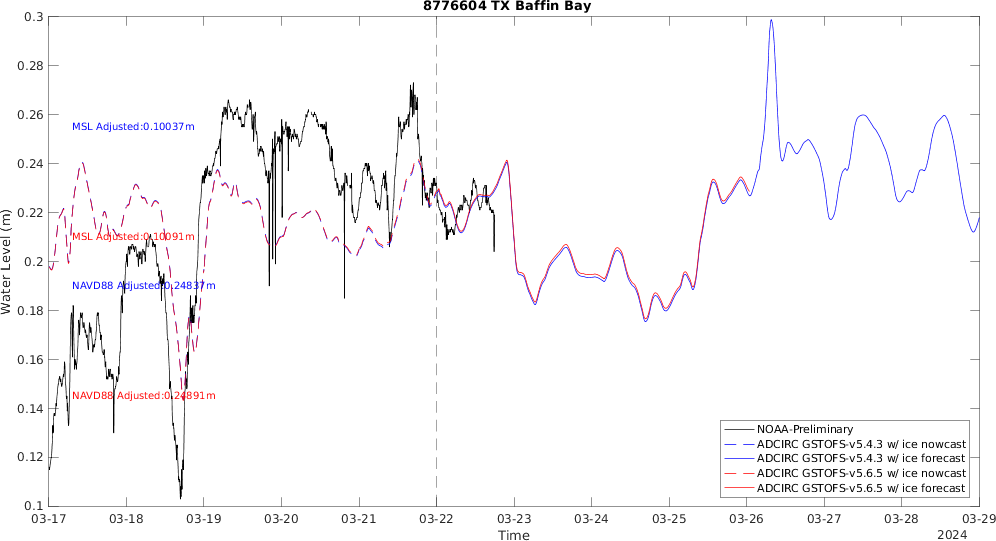 8776604 TX Baffin Bay
0.3
0.28
0.26
0.24
0.22
0.2
0.18
0.16
0.14
0.12
0.1
Water Level (m)
MSL Adjusted:0.10037m
MSL Adjusted:0.10091m
NAVD88 Adjusted:0.24837m
NAVD88 Adjusted:0.24891m
NOAA-Preliminary
ADCIRC GSTOFS-v5.4.3 w/ ice nowcast
ADCIRC GSTOFS-v5.4.3 w/ ice forecast
ADCIRC GSTOFS-v5.6.5 w/ ice nowcast
ADCIRC GSTOFS-v5.6.5 w/ ice forecast
03-17 03-18 03-19 03-20 03-21 03-22 03-23 03-24 03-25 03-26 03-27 03-28 03-29
Time
2024